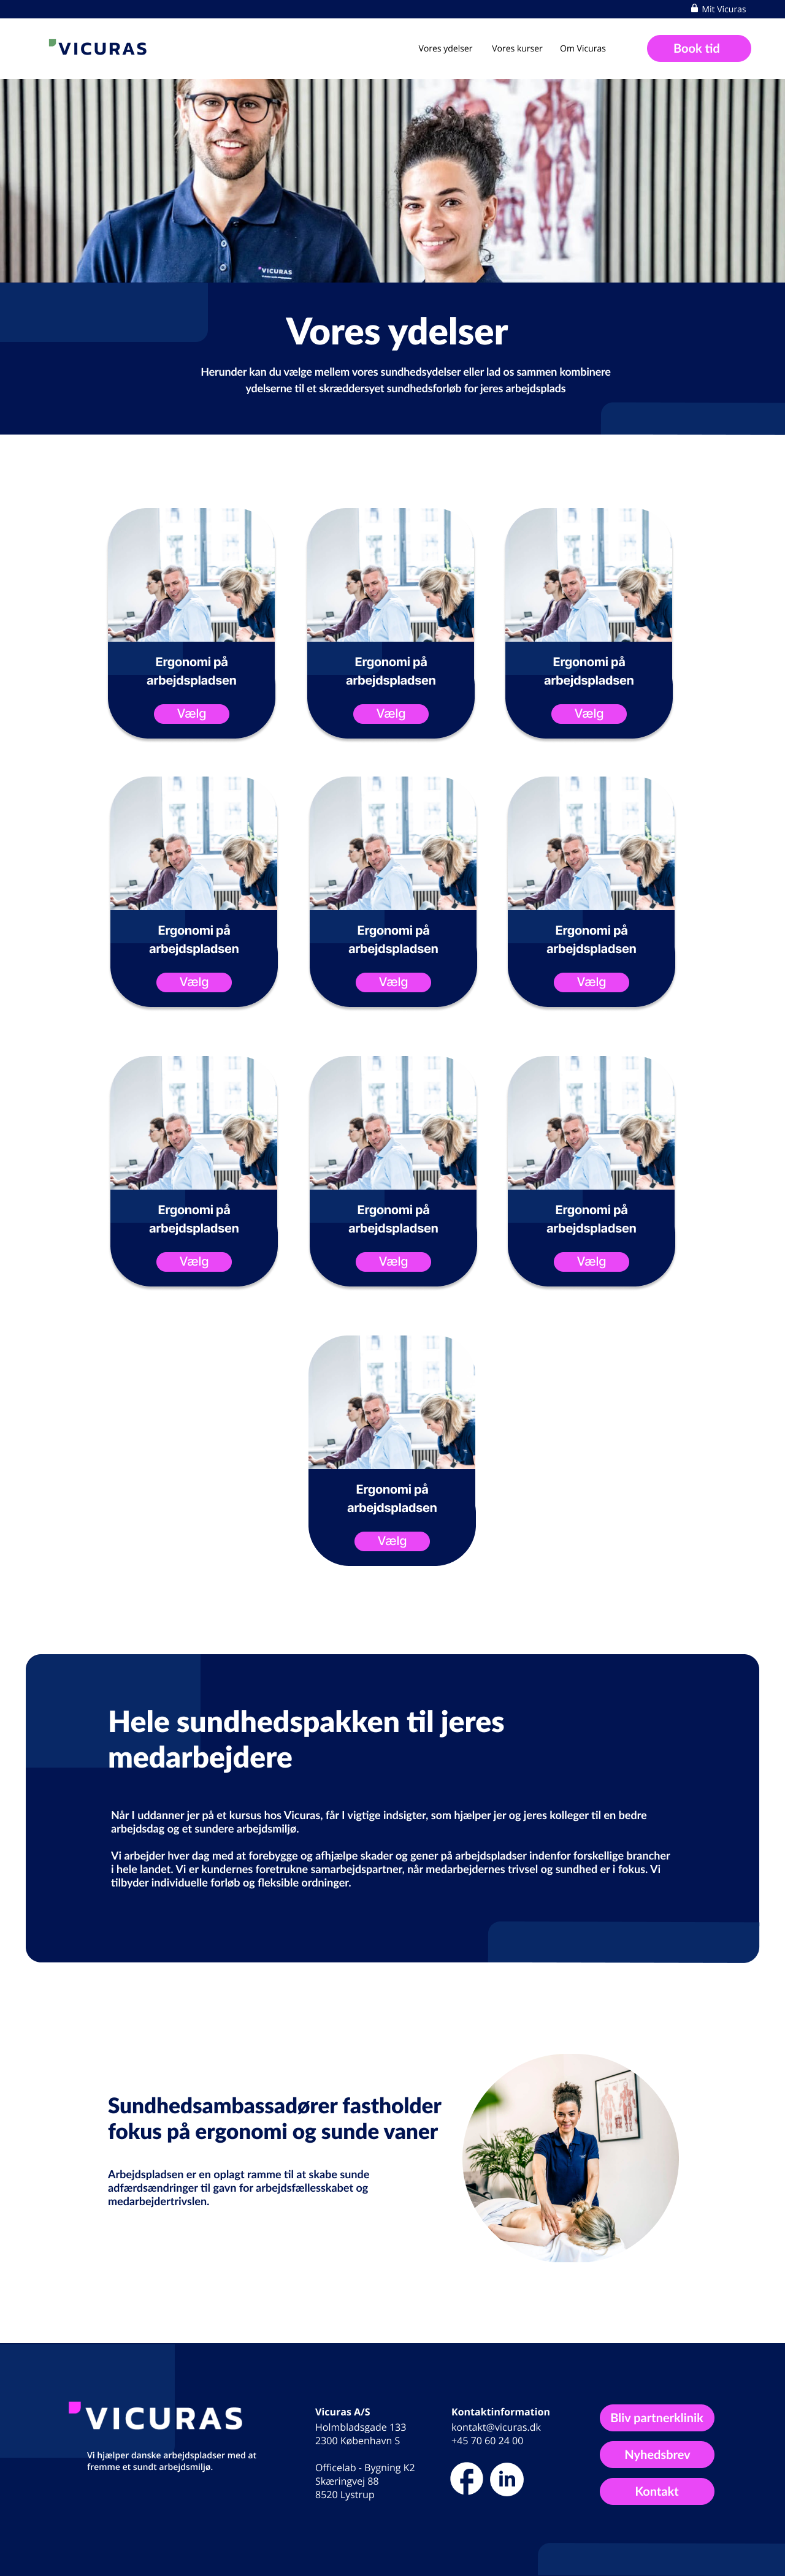 Mit Vicuras
VICURAS
Vores ydelser
Vores kurser
Om Vicuras
Book tid
VICURAS
Vores ydelser
Herunder kan du vælge mellem vores sundhedsydelser eller lad os sammen kombinere
ydelserne til et skræddersyet sundhedsforløb for jeres arbejdsplads
Ergonomi på
arbejdspladsen
Vælg
Ergonomi på
arbejdspladsen
Vælg
Ergonomi på
arbejdspladsen
Vælg
Ergonomi på
arbejdspladsen
Vælg
Ergonomi på
arbejdspladsen
Vælg
Ergonomi på
arbejdspladsen
Vælg
Ergonomi på
arbejdspladsen
Vælg
Ergonomi på
arbejdspladsen
Vælg
Ergonomi på
arbejdspladsen
Vælg
Ergonomi på
arbejdspladsen
Vælg
Hele sundhedspakken til jeres
medarbejdere
Når I uddanner jer på et kursus hos Vicuras, får I vigtige indsigter, som hjælper jer og jeres kolleger til en bedre
arbejdsdag og et sundere arbejdsmiljø.
Vi arbejder hver dag med at forebygge og afhjælpe skader og gener på arbejdspladser indenfor forskellige brancher
i hele landet. Vi er kundernes foretrukne samarbejdspartner, når medarbejdernes trivsel og sundhed er i fokus. Vi
tilbyder individuelle forløb og fleksible ordninger.
Sundhedsambassadører fastholder
fokus på ergonomi og sunde vaner
Arbejdspladsen er en oplagt ramme til at skabe sunde
adfærdsændringer til gavn for arbejdsfællesskabet og
medarbejdertrivslen.
VICURAS
Vi hjælper danske arbejdspladser med at
fremme et sundt arbejdsmiljø.
Vicuras A/S
Holmbladsgade 133
2300 København S
Officelab - Bygning K2
Skæringvej 88
8520 Lystrup
Kontaktinformation
kontakt@vicuras.dk
+45 70 60 24 00
f
in
Bliv partnerklinik
Nyhedsbrev
Kontakt